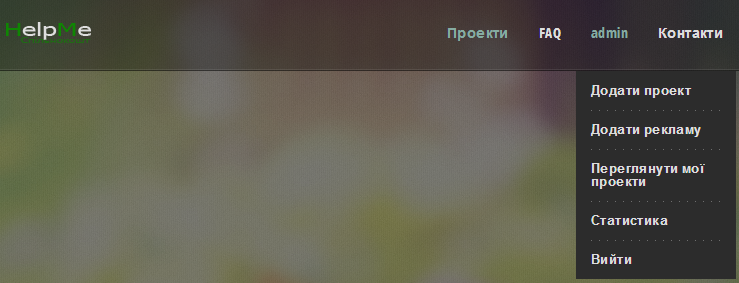 HelpMe
Проекти FAQ admin Контакти
Додати проект
Додати рекламу
Переглянути мої
проекти
Статистика
Вийти